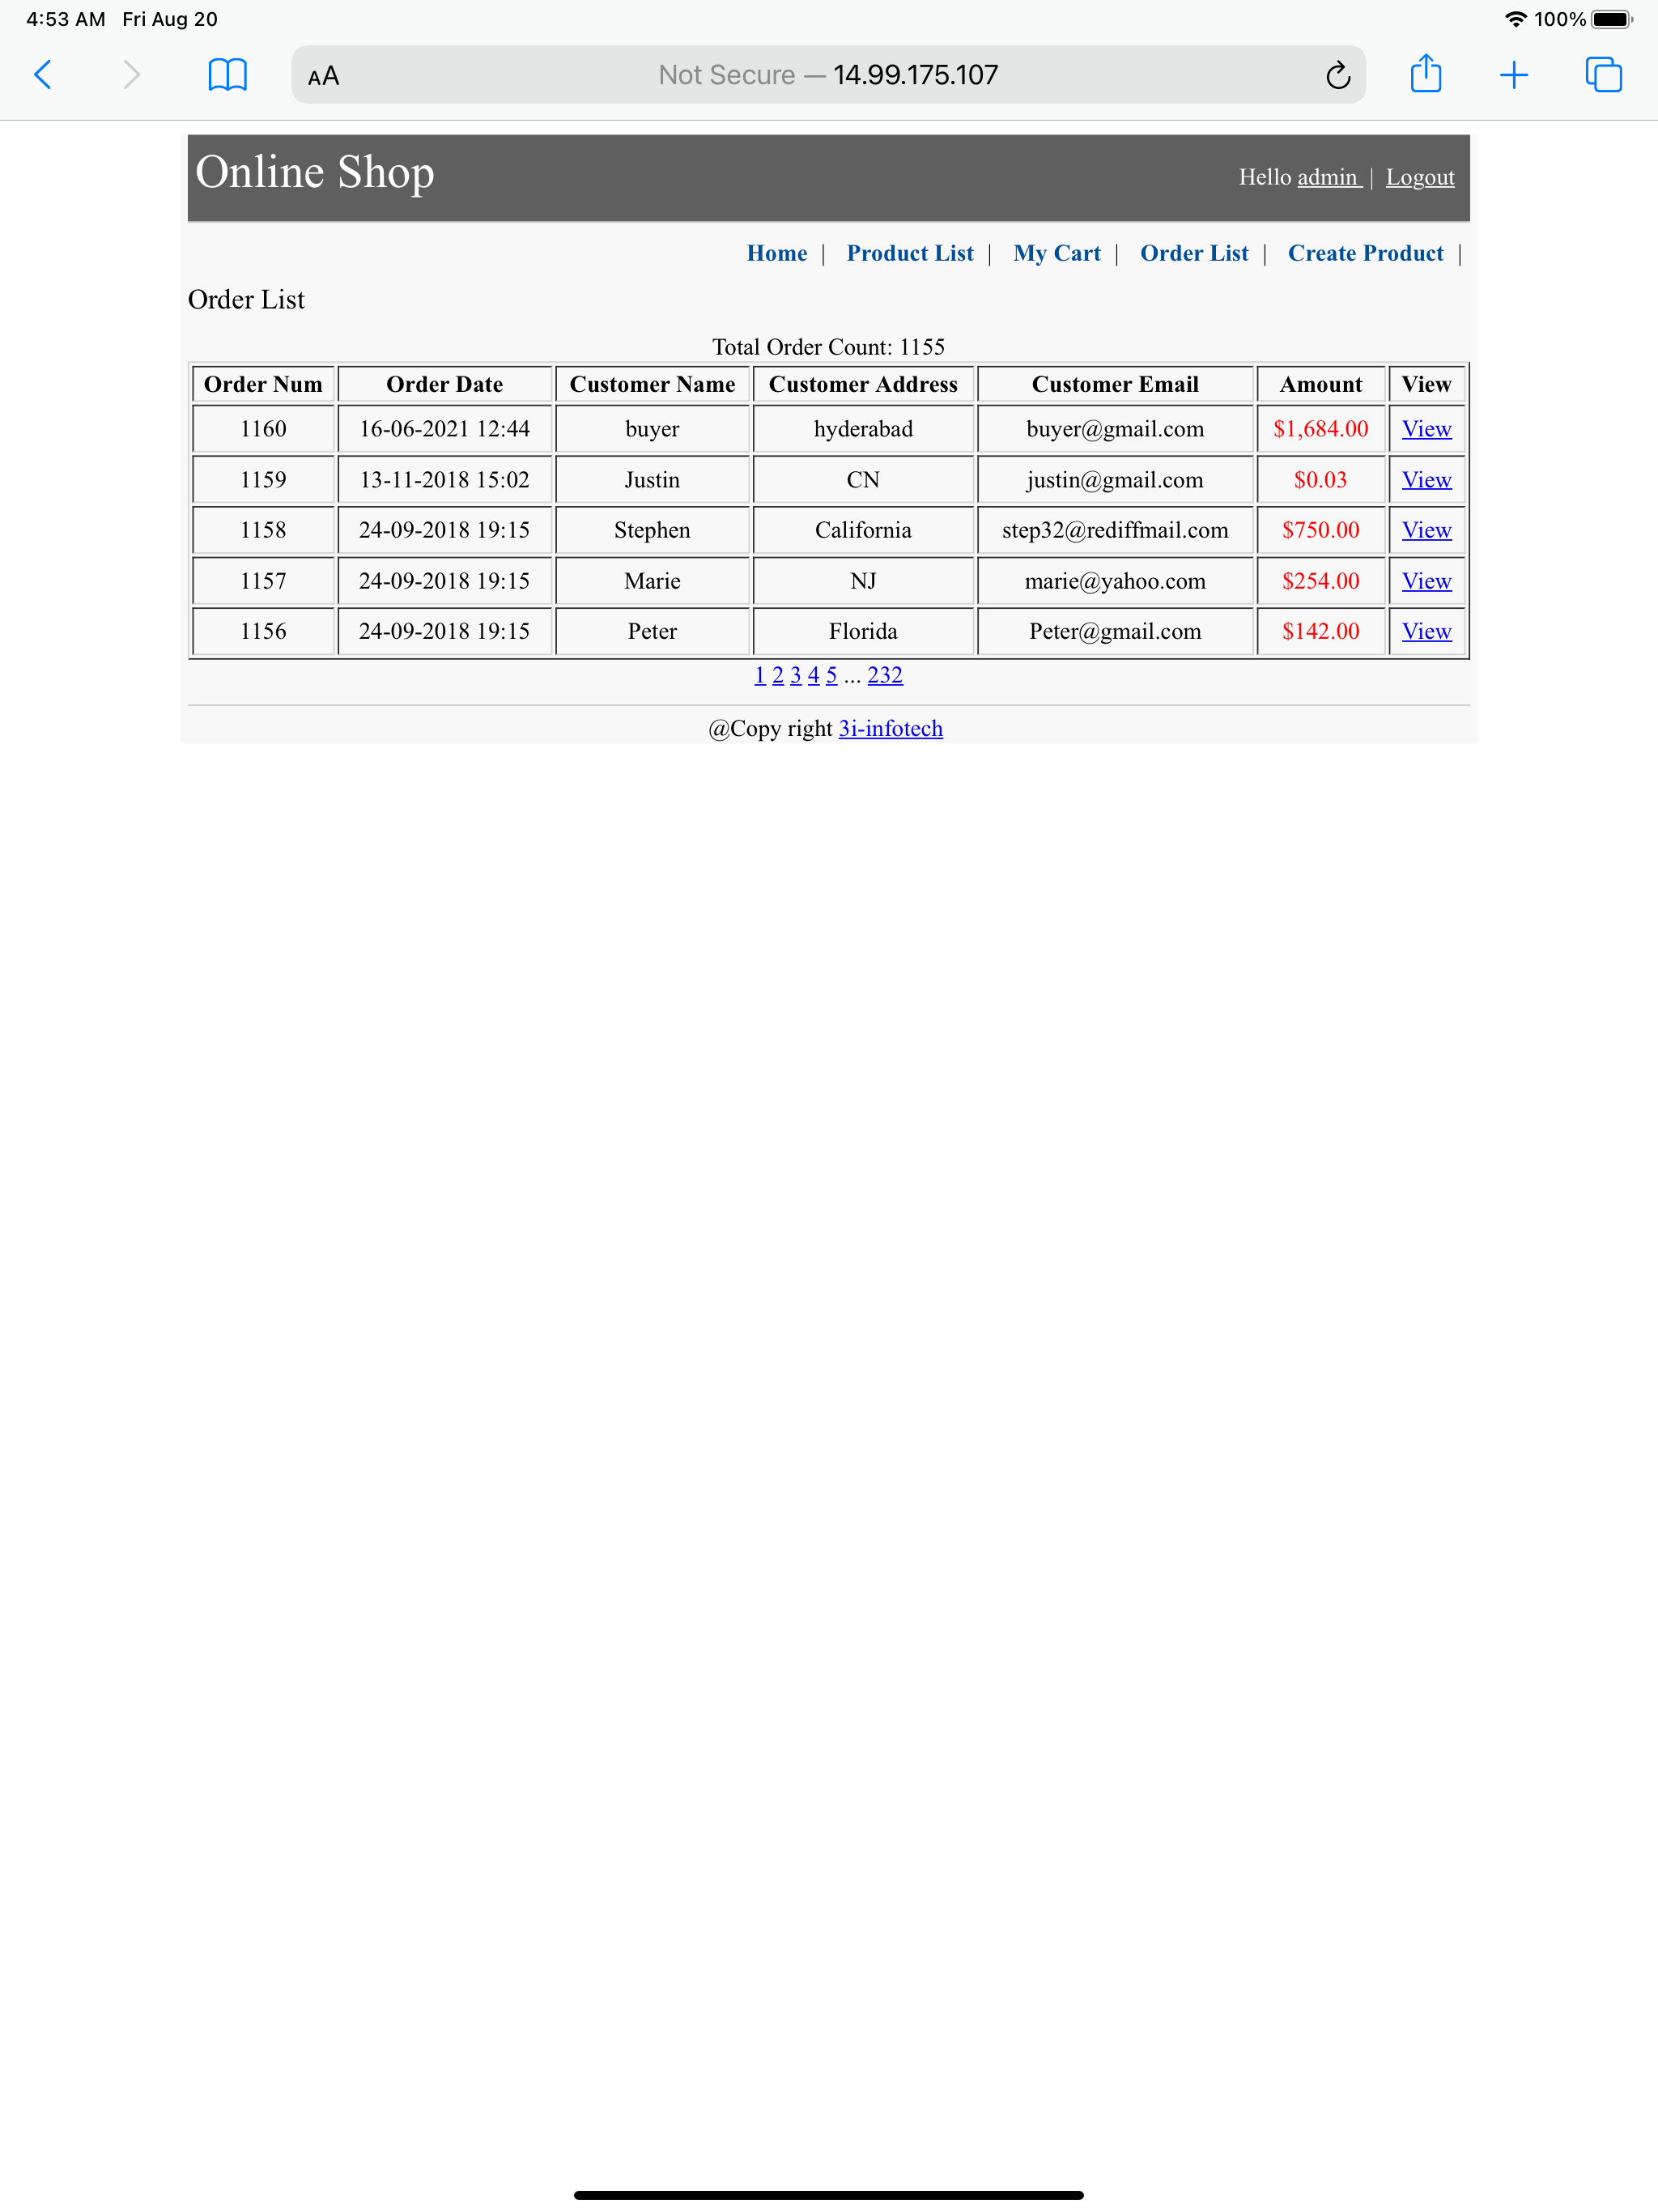 4:53 AM Fri Aug 20 100%
AA Not Secure — 14.99.175.107
Online Shop Hello admin | Logout
Home | Product List | My Cart | Order List | Create Product |
Order List
Total Order Count: 1155
Order Num Order Date Customer Name Customer Address Customer Email Amount View
1160 16-06-2021 12:44 buyer hyderabad buyer@gmail.com $1,684.00 View
1159 13-11-2018 15:02 Justin CN justin@gmail.com $0.03 View
1158 24-09-2018 19:15 Stephen California step32@rediffmail.com $750.00 View
1157 24-09-2018 19:15 Marie NJ marie@yahoo.com $254.00 View
1156 24-09-2018 19:15 Peter Florida Peter@gmail.com $142.00 View
1 2 3 4 5 ... 232
@Copy right 3i-infotech